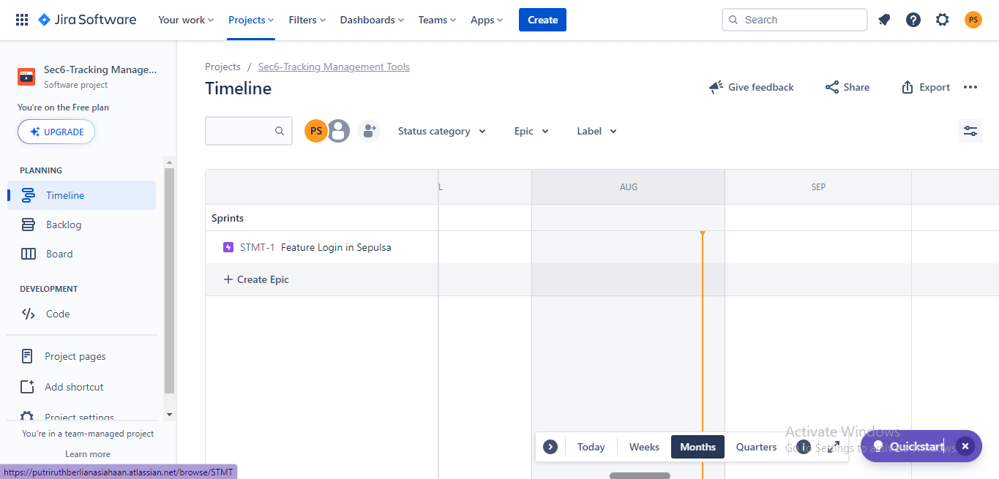 Jira Software Your work Projects Filters Dashboards Teams Apps Create Search PS
Sec6-Tracking Manage...
Software project
You're on the Free plan
UPGRADE
PLANNING
Timeline
Backlog
Board
DEVELOPMENT
Code
Project pages
Add shortcut
Project settings
You're in a team-managed project
Learn more
https://putriruthberlianasiahaan.atlassian.net/browse/STMT
Projects / Sec6-Tracking Management Tools
Timeline
Give feedback Share Export
PS Status category Epic Label
L AUG SEP
Sprints
STMT-1 Feature Login in Sepulsa
+ Create Epic
Today Weeks Months Quarters
Activate Windows
Go to Settings to activate Windows.
Quickstart